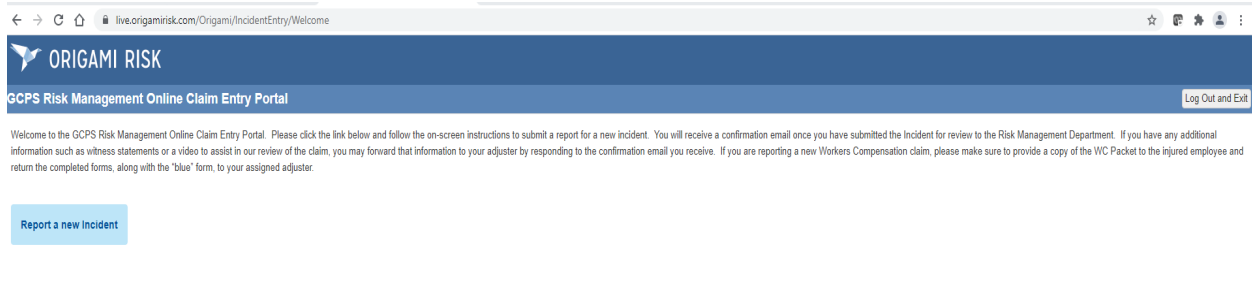 live.origamirisk.com/Origami/IncidentEntry/Welcome
ORIGAMI RISK
GCPS Risk Management Online Claim Entry Portal
Log Out and Exit
Welcome to the GCPS Risk Management Online Claim Entry Portal. Please click the link below and follow the on-screen instructions to submit a report for a new incident. You will receive a confirmation email once you have submitted the Incident for review to the Risk Management Department. If you have any additional
information such as witness statements or a video to assist in our review of the claim, you may forward that information to your adjuster by responding to the confirmation email you receive. If you are reporting a new Workers Compensation claim, please make sure to provide a copy of the WC Packet to the injured employee and
return the completed forms, along with the "blue" form, to your assigned adjuster.
Report a new Incident